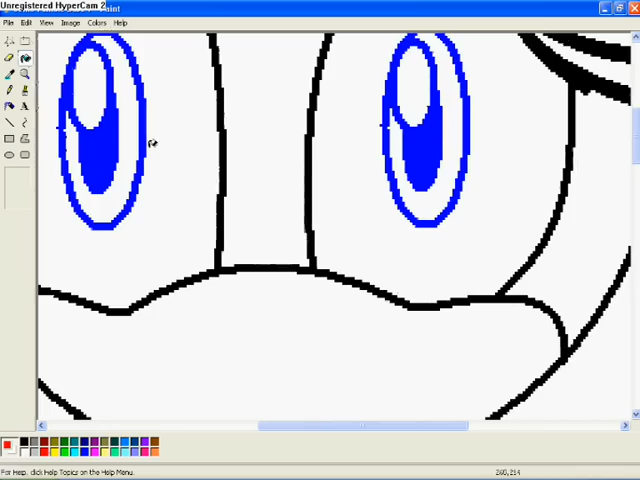 Unregistered HyperCam 2
Paint
File Edit View Image Colors Help
A
For Help, click Help Topics on the Help Menu.
260,214